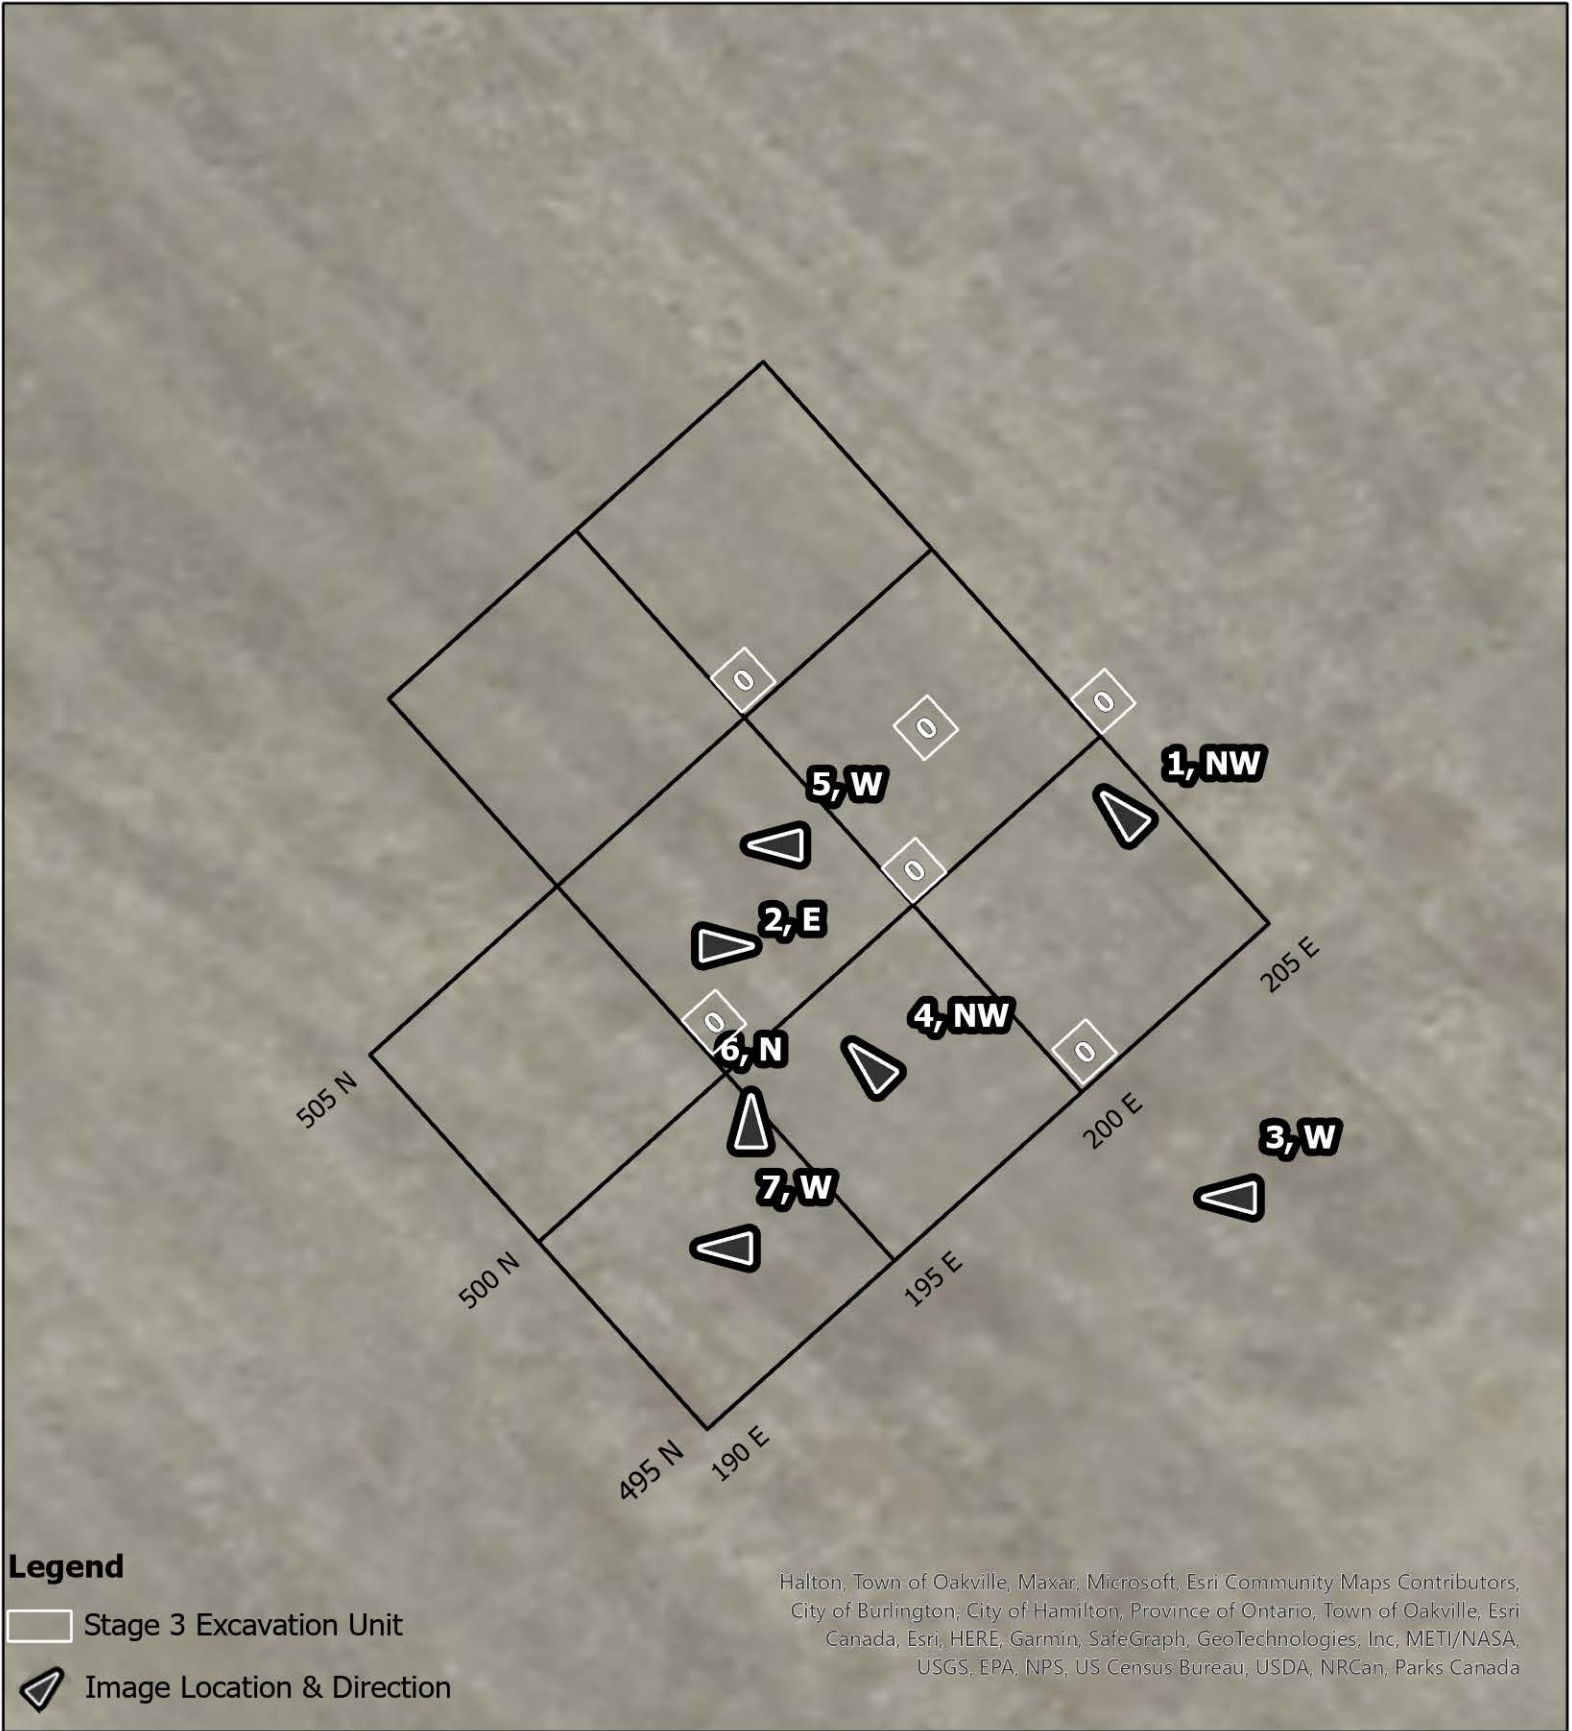 0
0
0
1, NW
5, W
0
2, E
0
4, NW
6, N
205 E
0
505 N
200 E
3, W
7, W
500 N
195 E
495 N
190 E
Legend
Stage 3 Excavation Unit
Image Location & Direction
Halton, Town of Oakville, Maxar, Microsoft, Esri Community Maps Contributors,
City of Burlington, City of Hamilton, Province of Ontario, Town of Oakville, Esri
Canada, Esri, HERE, Garmin, SafeGraph, GeoTechnologies, Inc, METI/NASA,
USGS, EPA, NPS, US Census Bureau, USDA, NRCan, Parks Canada